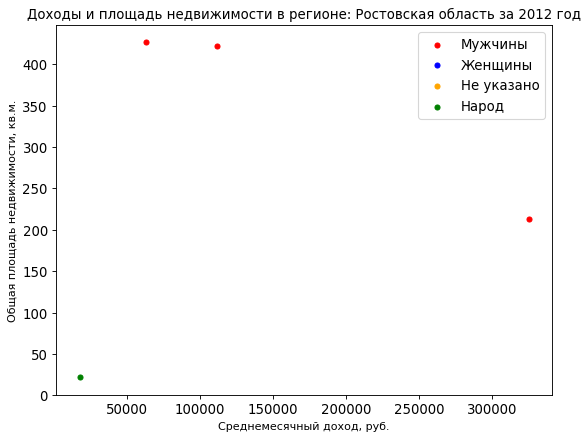 Доходы и площадь недвижимости в регионе: Ростовская область за 2012 год
Мужчины
Женщины
Не указано
Народ
Общая площадь недвижимости, кв.м.
400
350
300
250
200
150
100
50
0
50000 100000 150000 200000 250000 300000
Среднемесячный доход, руб.